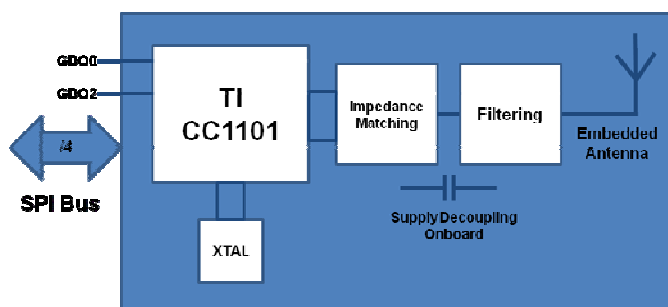 GDO0
GDO2
/4
SPI Bus
TI
CC1101
XTAL
Impedance
Matching
Filtering
Embedded
Antenna
Supply Decoupling
Onboard